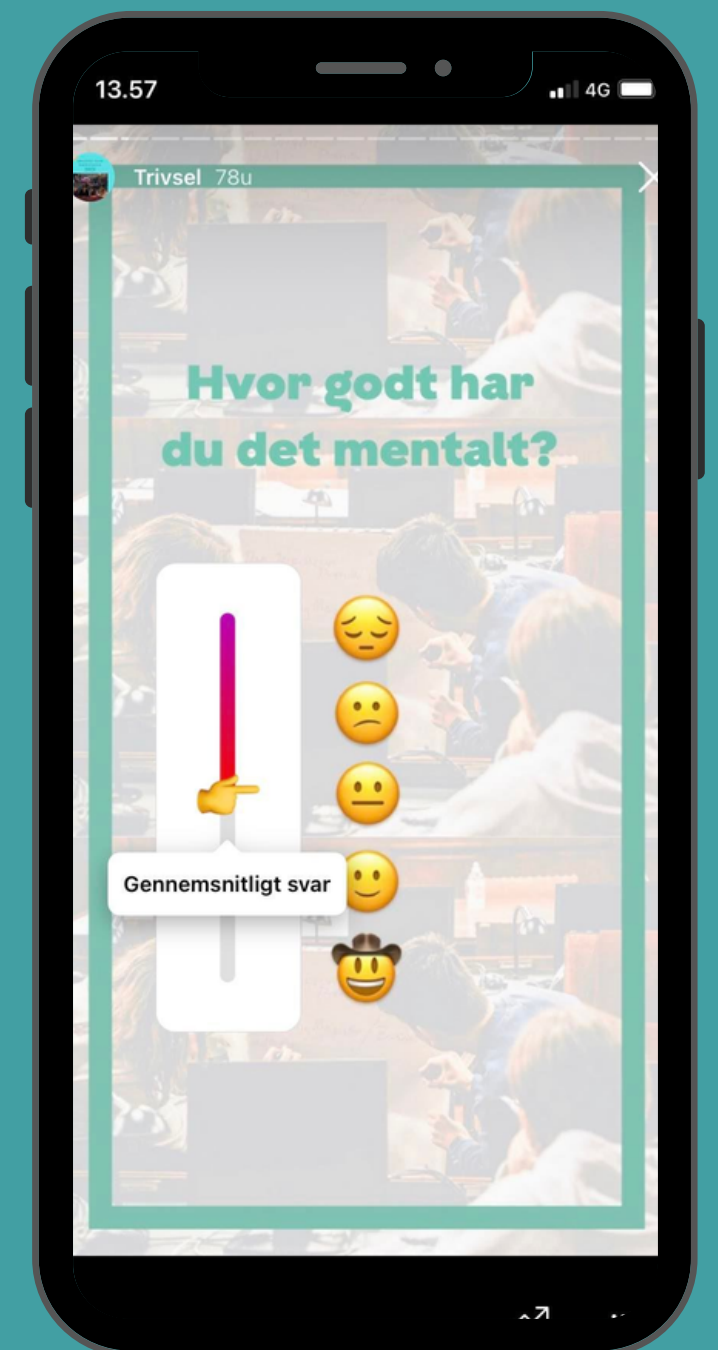 13.57
4G
Trivsel 78u
Hvor godt har
du det mentalt?
Gennemsnitligt svar